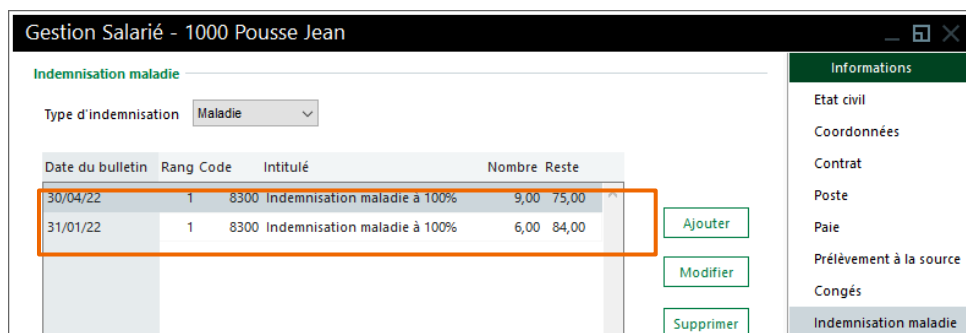 Gestion Salarié - 1000 Pousse Jean
Indemnisation maladie
Type d'indemnisation Maladie
Date du bulletin Rang Code Intitulé Nombre Reste
30/04/22 1 8300 Indemnisation maladie à 100% 9,00 75,00
31/01/22 1 8300 Indemnisation maladie à 100% 6,00 84,00
Ajouter
Modifier
Supprimer
Informations
Etat civil
Coordonnées
Contrat
Poste
Paie
Prélèvement à la source
Congés
Indemnisation maladie